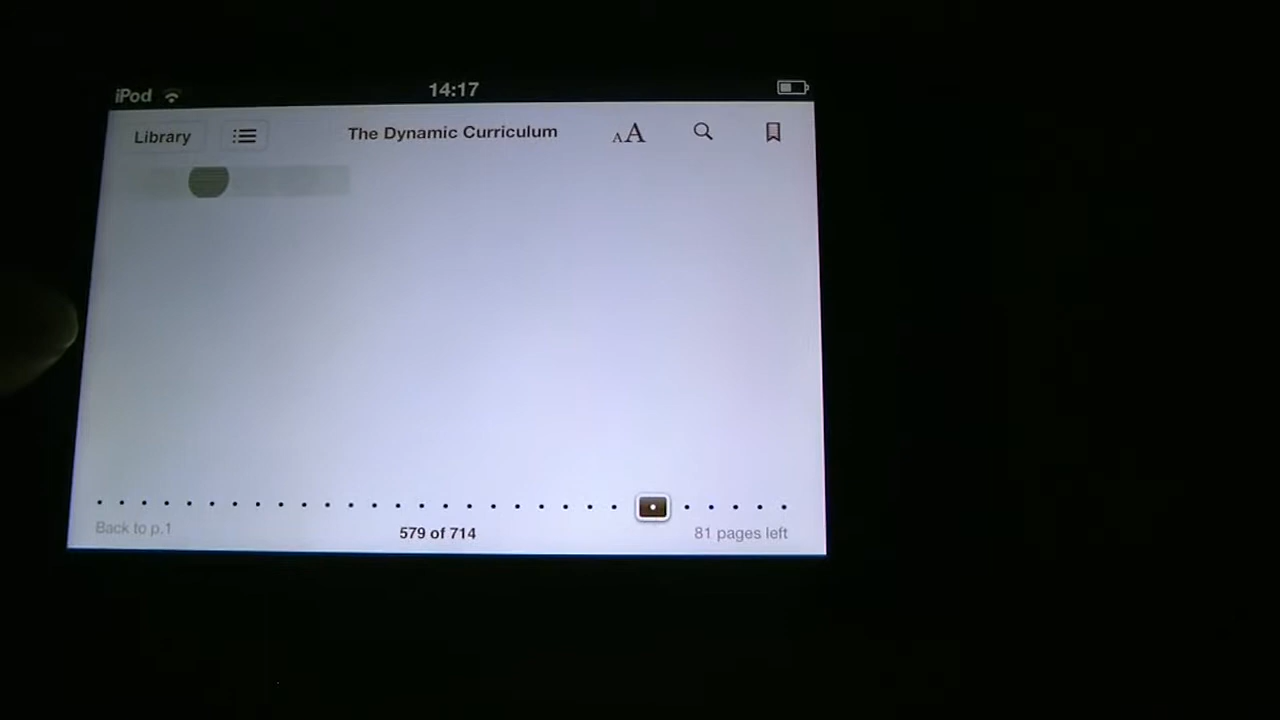 iPod 14:17
Library The Dynamic Curriculum AA
Back to p.1 579 of 714 81 pages left